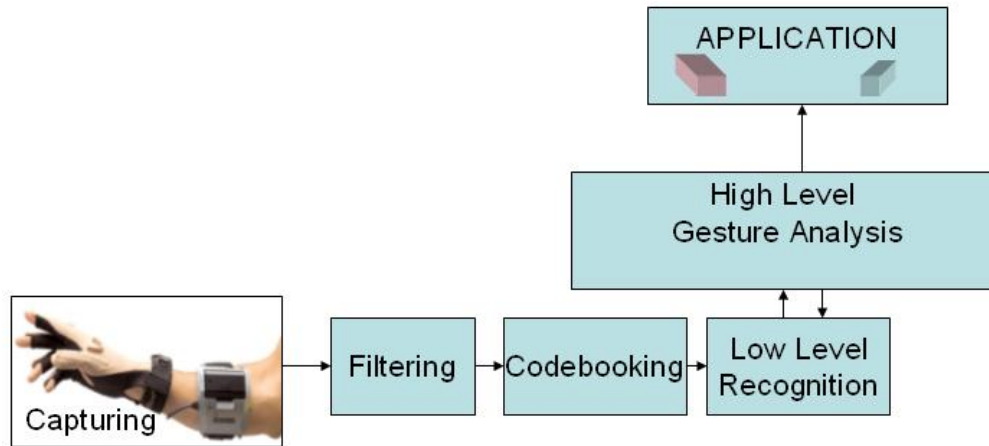 APPLICATION
High Level
Gesture Analysis
Capturing
Filtering
Codebooking
Low Level
Recognition